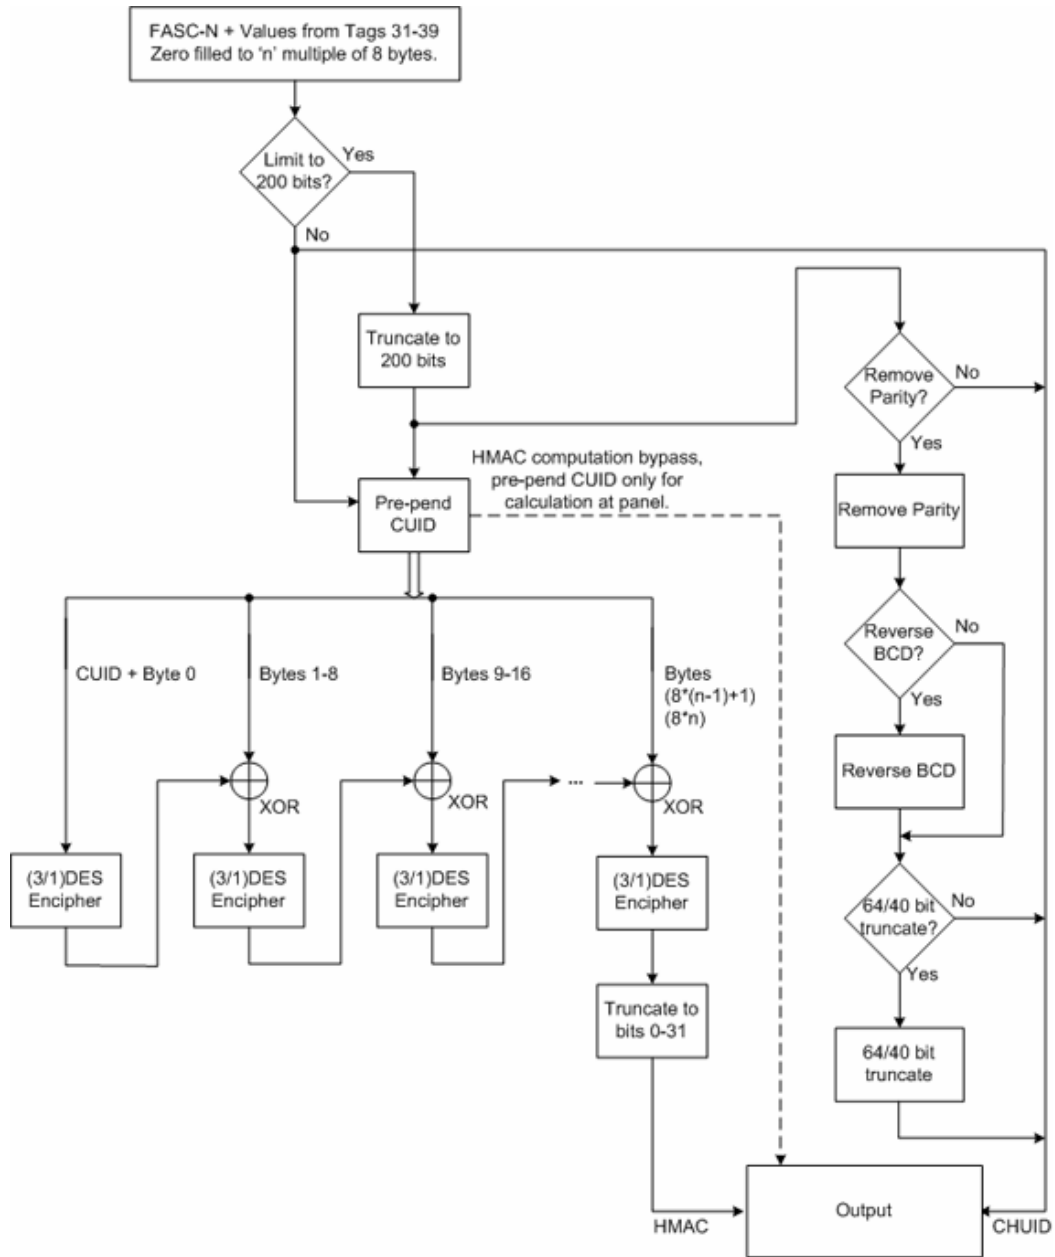 FASC-N + Values from Tags 31-39
Zero filled to ‘n’ multiple of 8 bytes.
Limit to
200 bits?
Yes
No
Truncate to
200 bits
Remove
Parity?
No
Yes
HMAC computation bypass,
pre-pend CUID only for
calculation at panel.
Pre-pend
CUID
Remove Parity
Reverse
BCD?
No
Yes
CUID + Byte 0
Bytes 1-8
Bytes 9-16
Bytes
(8*(n-1)+1)
(8*n)
Reverse BCD
...
XOR
XOR
XOR
(3/1)DES
Encipher
(3/1)DES
Encipher
(3/1)DES
Encipher
(3/1)DES
Encipher
64/40 bit
truncate?
No
Yes
Truncate to
bits 0-31
64/40 bit
truncate
Output
HMAC
CHUID